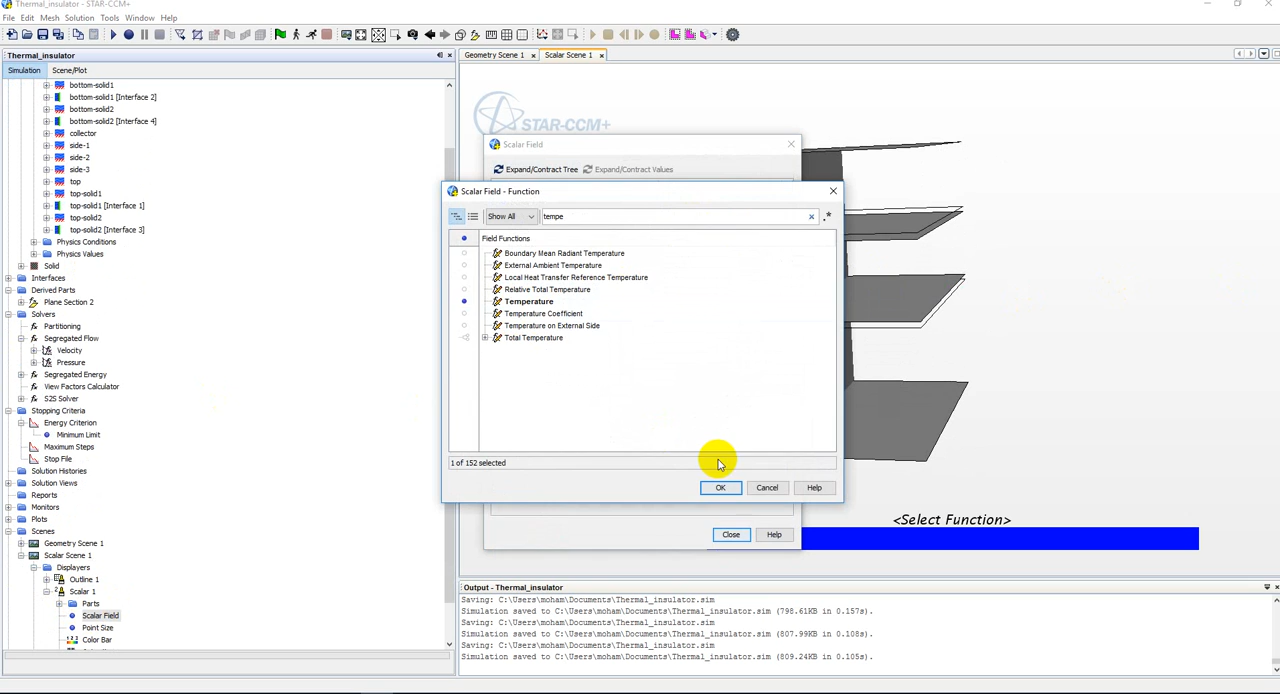 Thermal_insulator - STAR-CCM+
File Edit Mesh Solution Tools Window Help
Thermal_insulator
Simulation Scene/Plot
bottom-solid1
bottom-solid1 [Interface 2]
bottom-solid2
bottom-solid2 [Interface 4]
collector
side-1
side-2
side-3
top
top-solid1
top-solid1 [Interface 1]
top-solid2
top-solid2 [Interface 3]
Physics Conditions
Physics Values
Solid
Interfaces
Derived Parts
Plane Section 2
Solvers
Partitioning
Segregated Flow
Velocity
Pressure
Segregated Energy
View Factors Calculator
S2S Solver
Stopping Criteria
Energy Criterion
Minimum Limit
Maximum Steps
Stop File
Solution Histories
Solution Views
Reports
Monitors
Plots
Scenes
Geometry Scene 1
Scalar Scene 1
Displayers
Outline 1
Scalar 1
Parts
Scalar Field
Point Size
Color Bar
Geometry Scene 1 Scalar Scene 1
STAR-CCM+
Scalar Field
Expand/Contract Tree Expand/Contract Values
Scalar Field - Function
Show All tempe
Field Functions
Boundary Mean Radiant Temperature
External Ambient Temperature
Local Heat Transfer Reference Temperature
Relative Total Temperature
Temperature
Temperature Coefficient
Temperature on External Side
Total Temperature
1 of 152 selected
OK Cancel Help
Close Help
<Select Function>
Output - Thermal_insulator
Saving: C:\Users\moham\Documents\Thermal_insulator.sim
Simulation saved to C:\Users\moham\Documents\Thermal_insulator.sim (798.61KB in 0.157s).
Saving: C:\Users\moham\Documents\Thermal_insulator.sim
Simulation saved to C:\Users\moham\Documents\Thermal_insulator.sim (807.99KB in 0.108s).
Saving: C:\Users\moham\Documents\Thermal_insulator.sim
Simulation saved to C:\Users\moham\Documents\Thermal_insulator.sim (809.24KB in 0.105s).